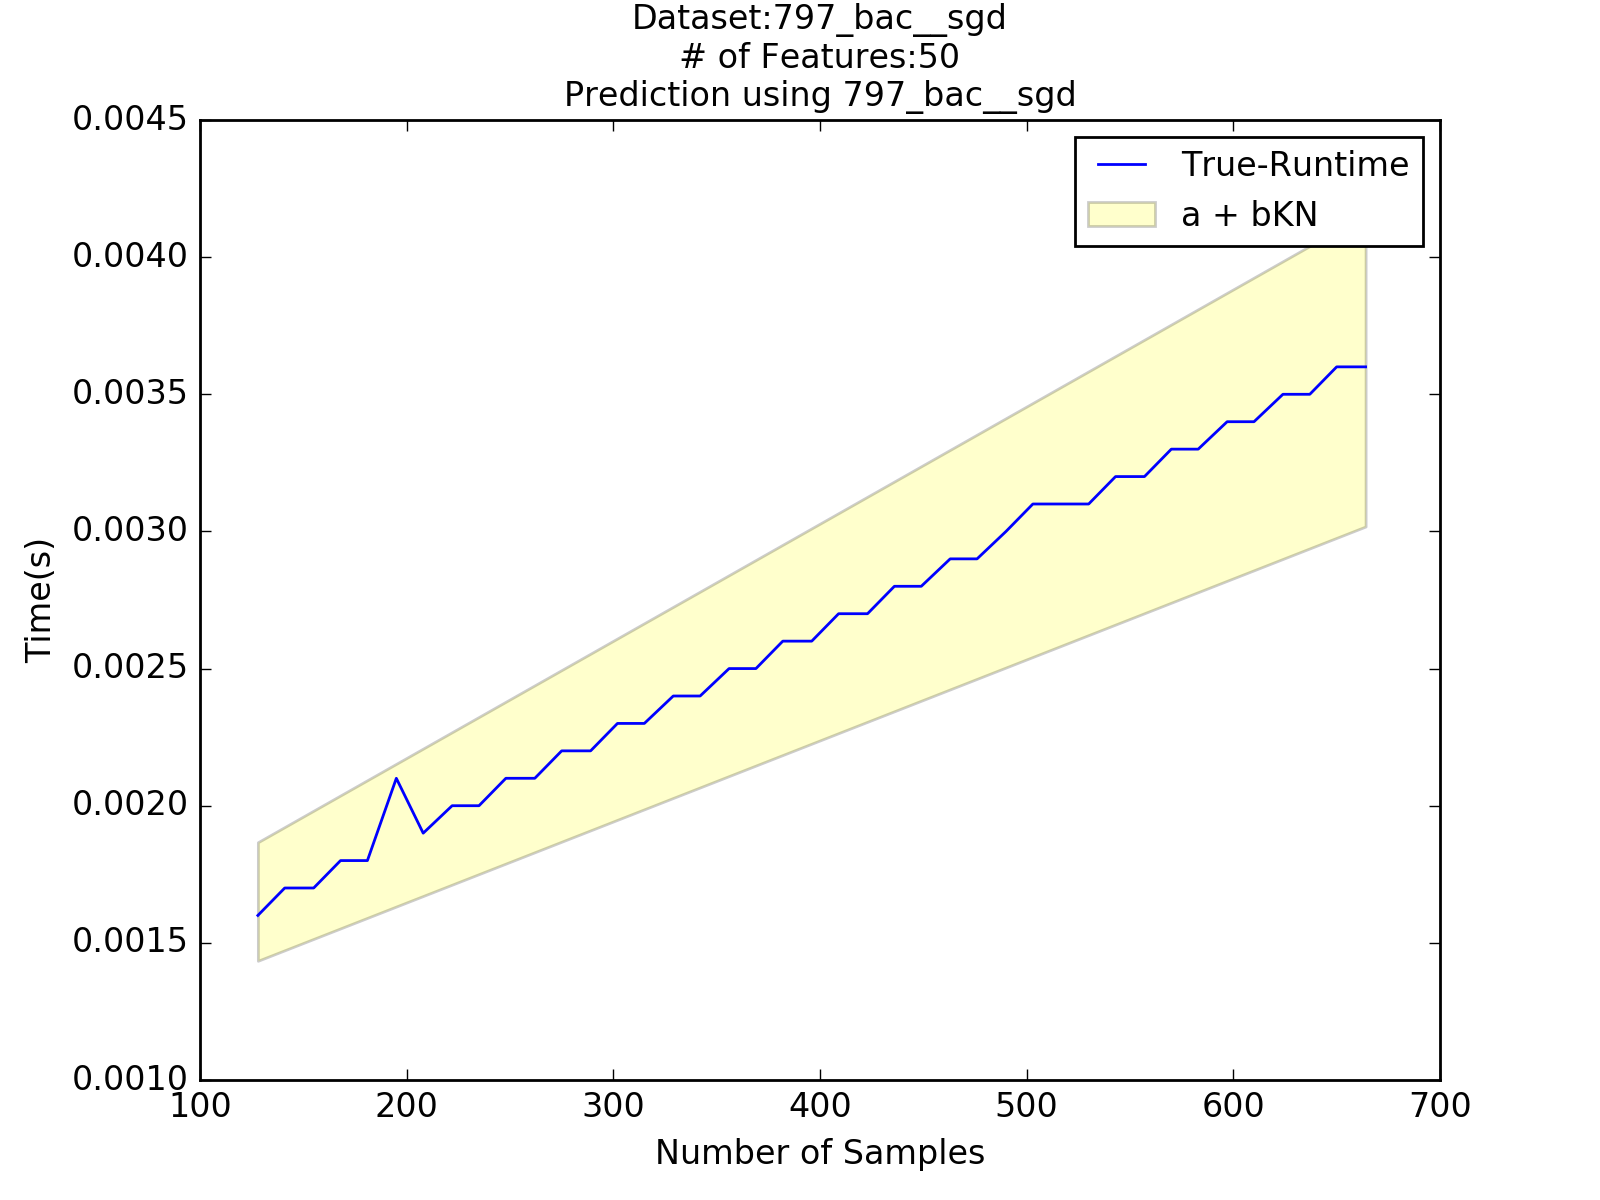 Dataset:797_bac__sgd
# of Features:50
Prediction using 797_bac__sgd
0.0045
0.0040
0.0035
0.0030
0.0025
0.0020
0.0015
0.0010
Time(s)
True-Runtime
a + bKN
100 200 300 400 500 600 700
Number of Samples